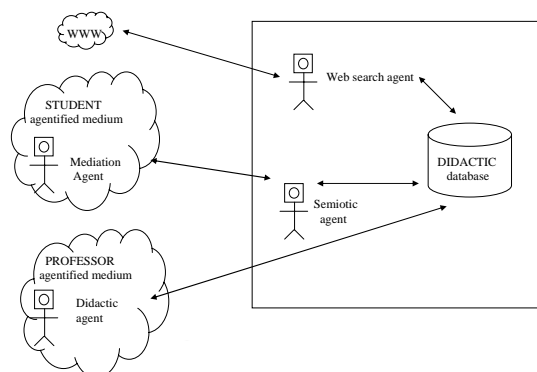 WWW
Web search agent
STUDENT
agentified medium
Mediation
Agent
DIDACTIC
database
Semiotic
agent
PROFESSOR
agentified medium
Didactic
agent